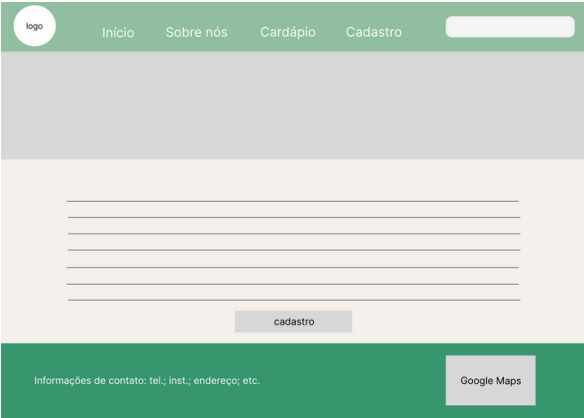 logo
Início Sobre nós Cardápio Cadastro
cadastro
Informações de contato: tel.; inst.; endereço; etc.
Google Maps